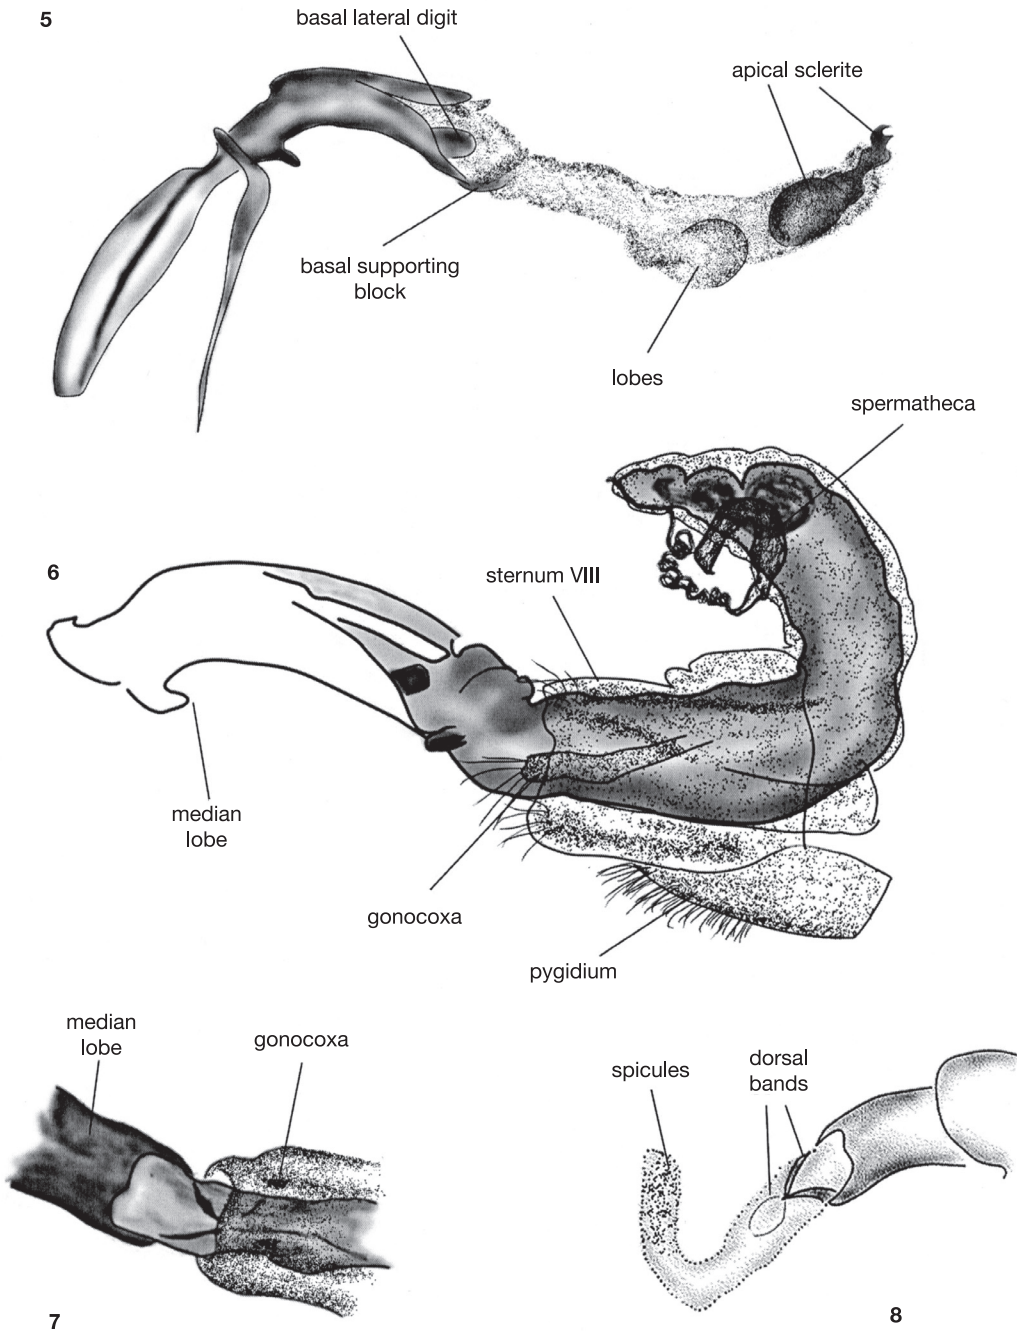 5
basal lateral digit
apical sclerite
basal supporting
block
lobes
spermatheca
6
sternum VIII
median
lobe
gonocoxa
pygidium
median
lobe
gonocoxa
spicules
dorsal
bands
7
8